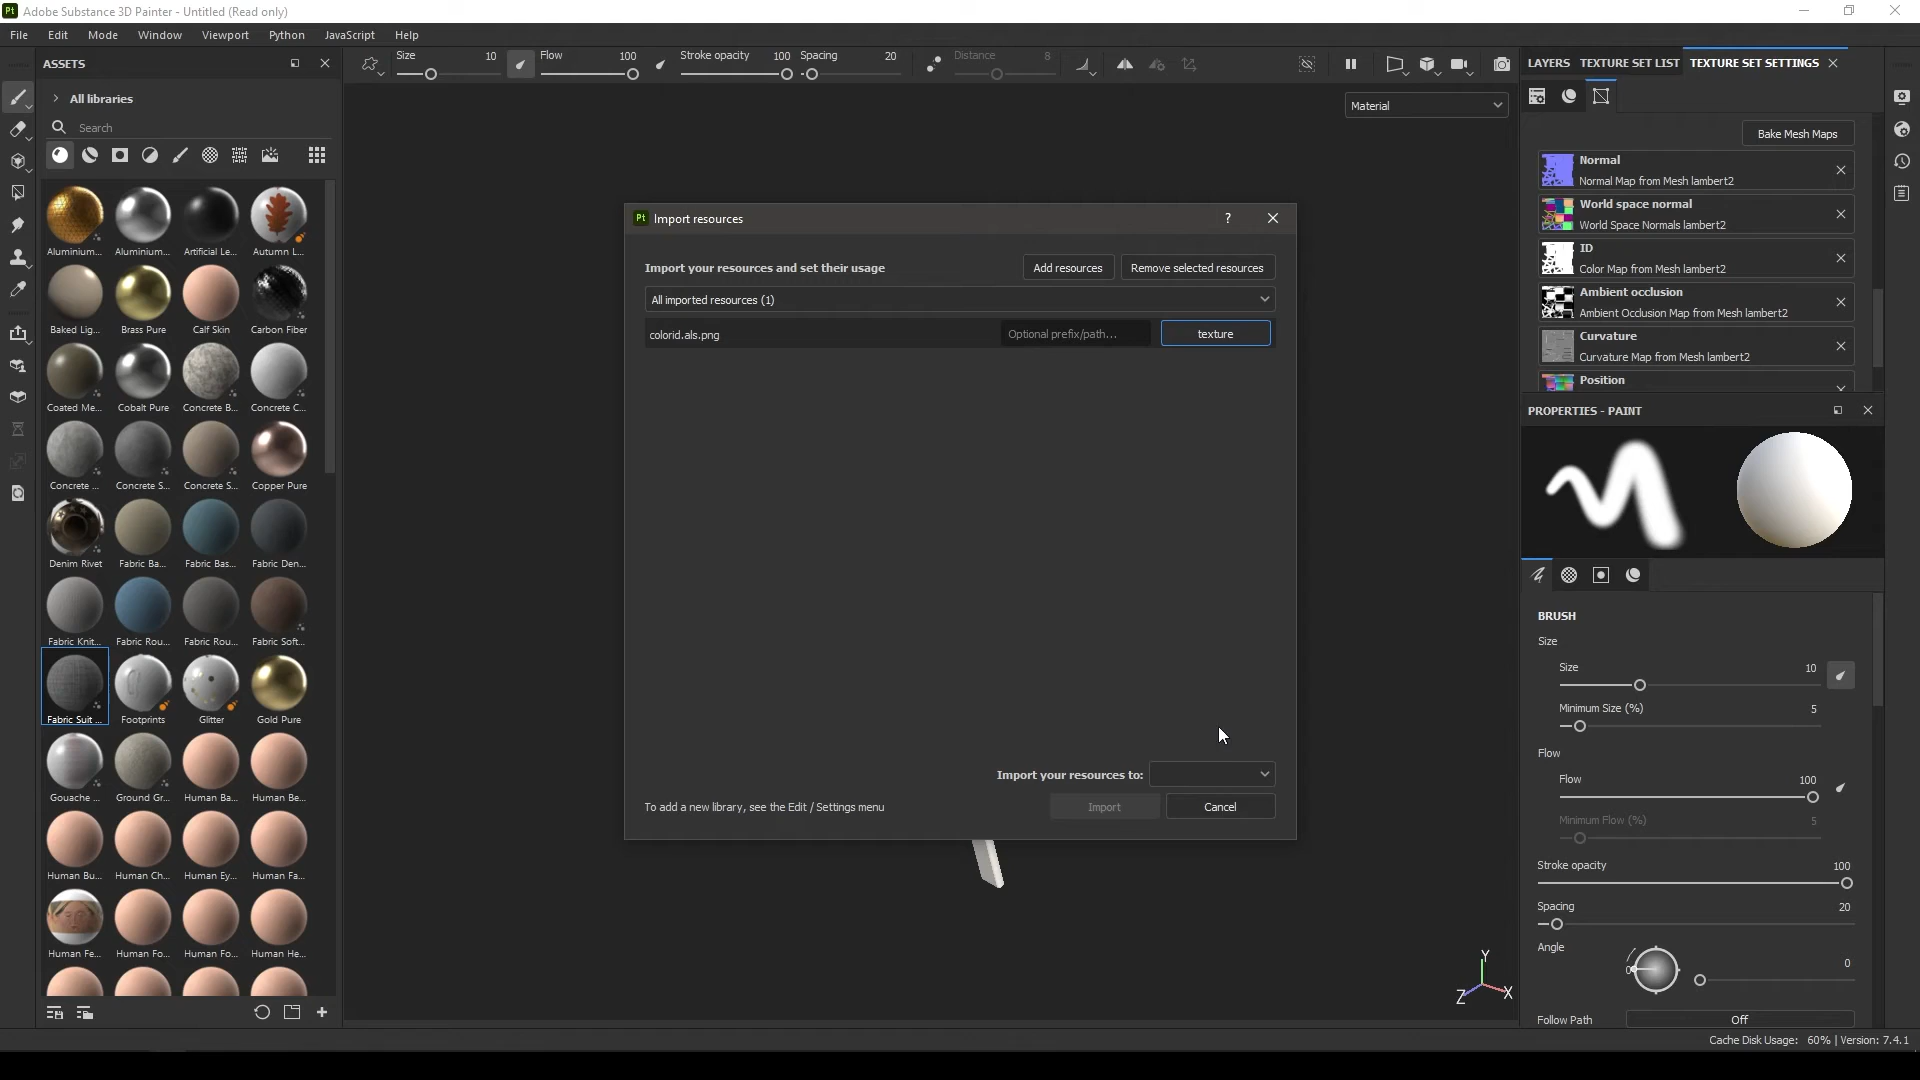 Pt Adobe Substance 3D Painter - Untitled (Read only)
File Edit Mode Window Viewport Python JavaScript Help
ASSETS
All libraries
Search
Aluminium... Aluminium... Artificial Le... Autumn L...
Baked Lig... Brass Pure Calf Skin Carbon Fiber
Coated Me... Cobalt Pure Concrete B... Concrete C...
Concrete ... Concrete S... Concrete S... Copper Pure
Denim Rivet Fabric Ba... Fabric Bas... Fabric Den...
Fabric Knit... Fabric Rou... Fabric Rou... Fabric Soft...
Fabric Suit ... Footprints Glitter Gold Pure
Gouache ... Ground Gr... Human Ba... Human Be...
Human Bu... Human Ch... Human Ey... Human Fa...
Human Fe... Human Fo... Human Fo... Human He...
Size 10 Flow 100 Stroke opacity 100 Spacing 20 Distance 8
Material
Pt Import resources ?
Import your resources and set their usage
Add resources Remove selected resources
All imported resources (1)
colorid.als.png Optional prefix/path... texture
Import your resources to:
To add a new library, see the Edit / Settings menu
Import Cancel
Y
Z X
LAYERS TEXTURE SET LIST TEXTURE SET SETTINGS
Bake Mesh Maps
Normal
Normal Map from Mesh lambert2
World space normal
World Space Normals lambert2
ID
Color Map from Mesh lambert2
Ambient occlusion
Ambient Occlusion Map from Mesh lambert2
Curvature
Curvature Map from Mesh lambert2
Position
PROPERTIES - PAINT
BRUSH
Size
Size 10
Minimum Size (%) 5
Flow
Flow 100
Minimum Flow (%) 5
Stroke opacity 100
Spacing 20
Angle
0 0
Follow Path Off
Cache Disk Usage: 60% | Version: 7.4.1